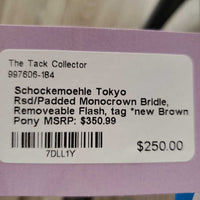 The Tack Collector
997606-184
Schockemoehle Tokyo
Rsd/Padded Monocrown Bridle,
Removeable Flash, tag *new Brown
Pony MSRP: $350.99
7DLL1Y
$250.00